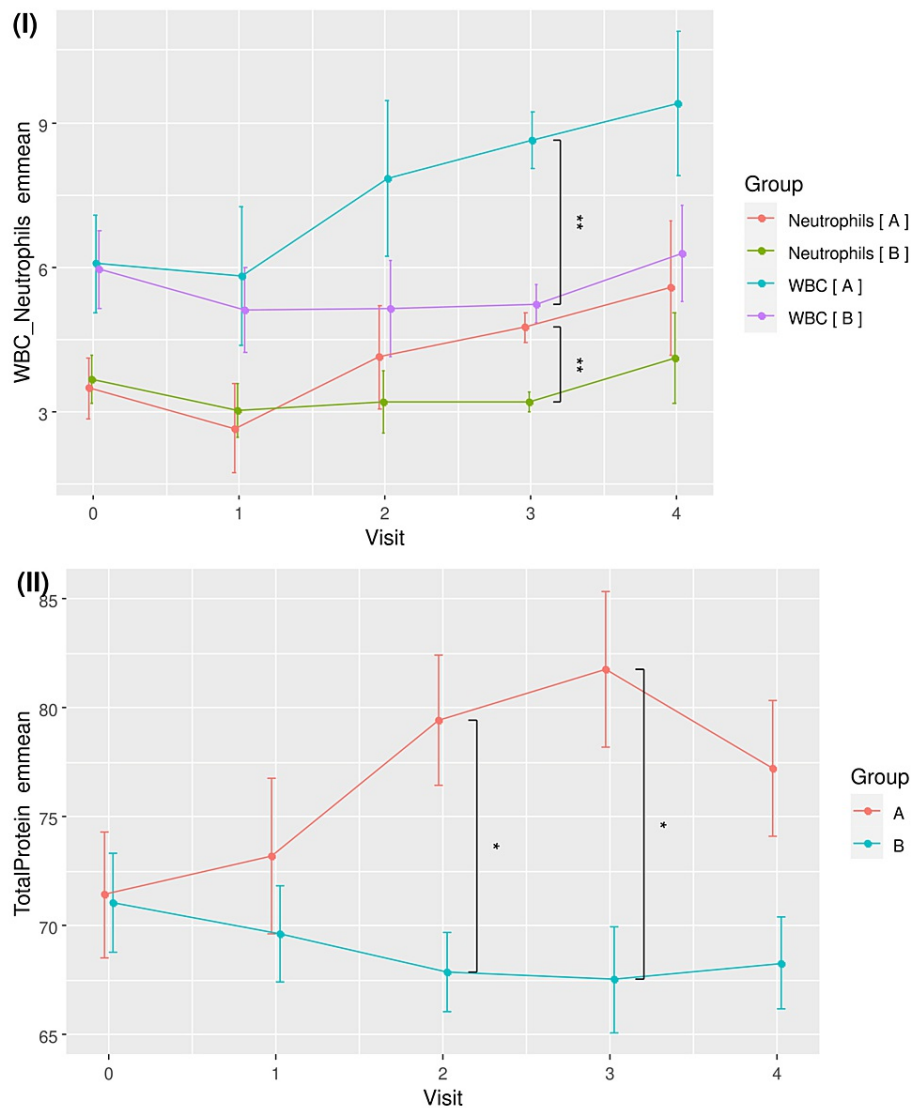 (I)
WBC_Neutrophils emmean
9
6
3
**
**
0 1 2 3 4
Visit
Group
Neutrophils [ A ]
Neutrophils [ B ]
WBC [ A ]
WBC [ B ]
(II)
TotalProtein emmean
85
80
75
70
65
*
*
0 1 2 3 4
Visit
Group
A
B